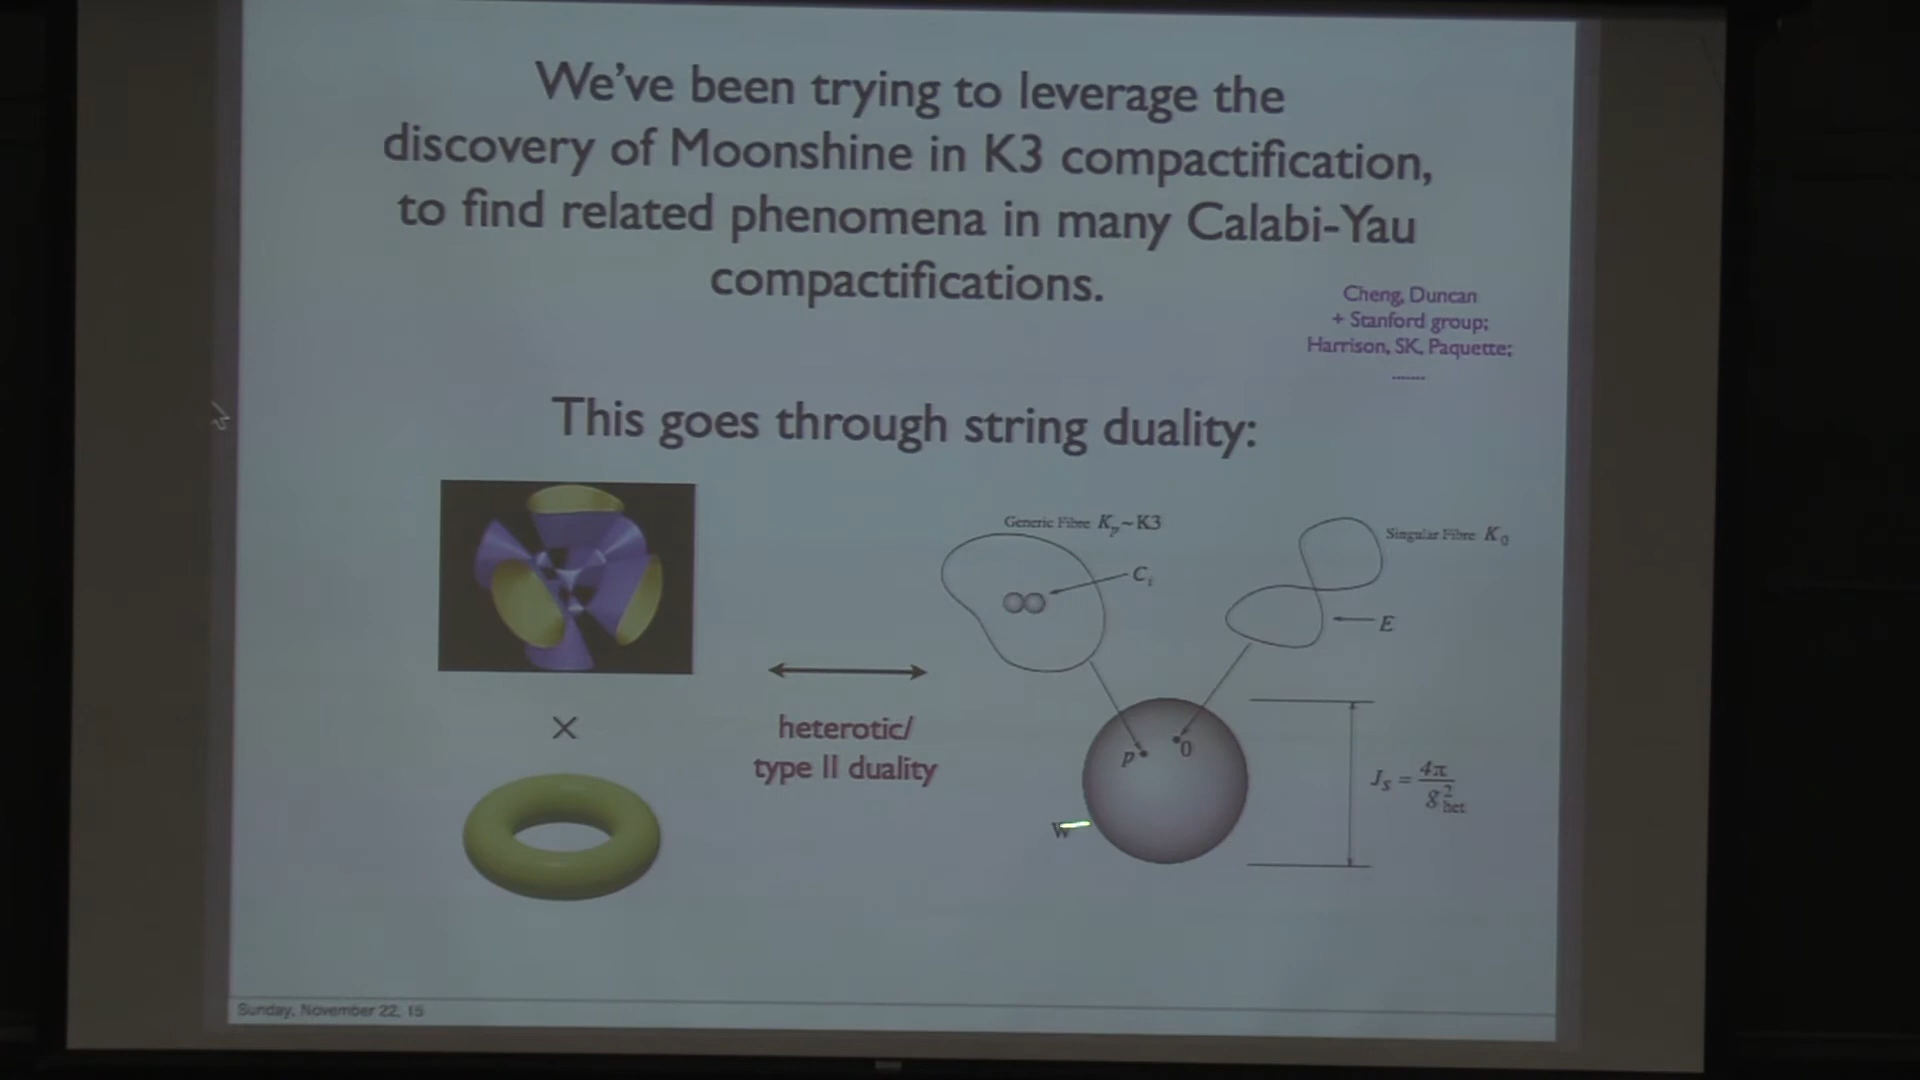 We've been trying to leverage the
discovery of Moonshine in K3 compactification,
to find related phenomena in many Calabi-Yau
compactifications.
Cheng, Duncan
+ Stanford group;
Harrison, SK, Paquette;
.......
This goes through string duality:
Generic Fibre K_p ~ K3
Singular Fibre K_0
C_i
E
×
heterotic/
type II duality
p
0
J_S = 4π / g²_het
W
Sunday, November 22, 15